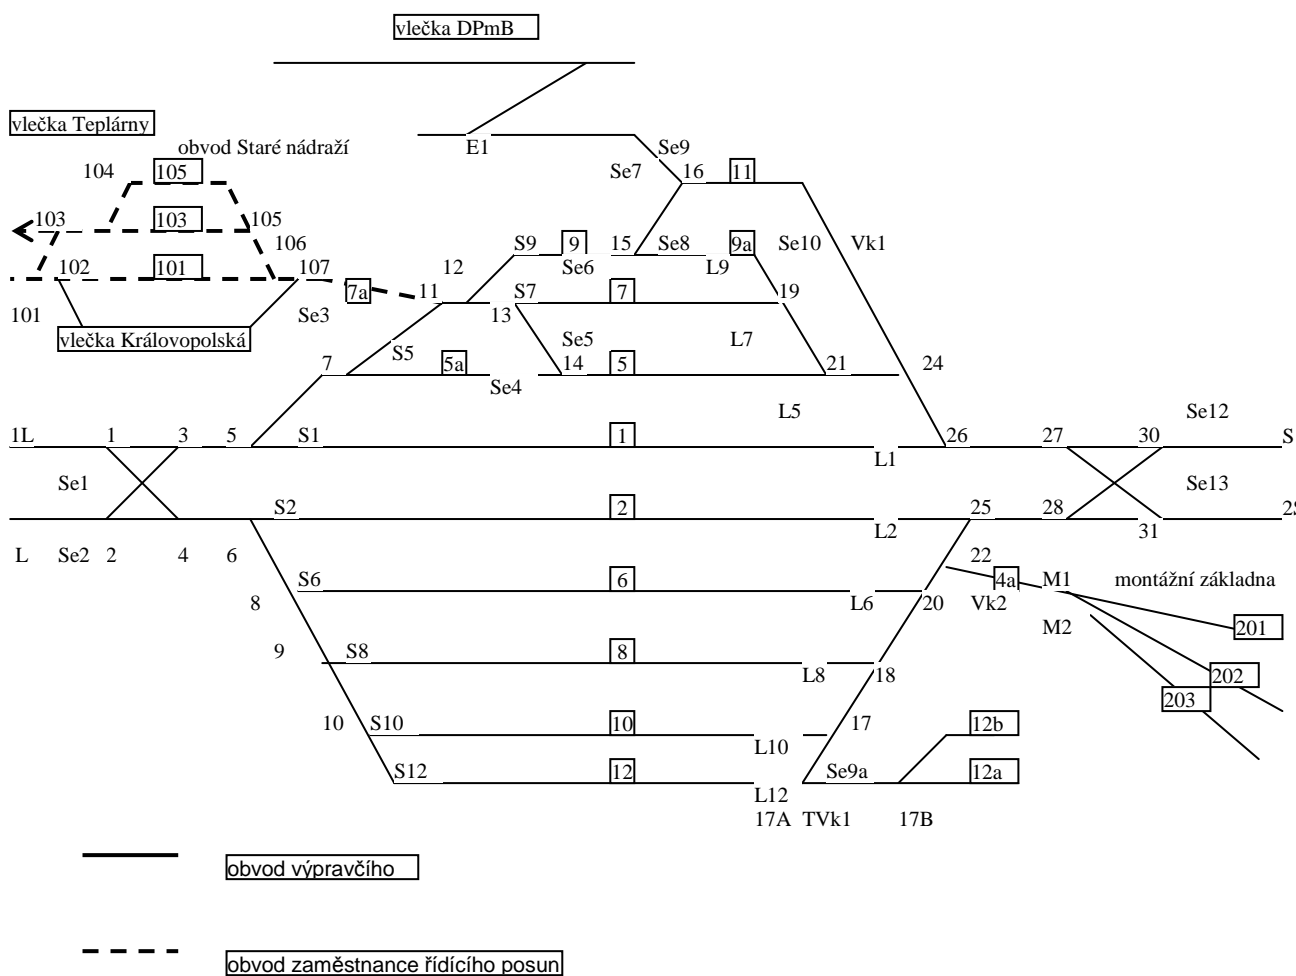 vlečka DPmB
vlečka Teplárny
E1 Se9
obvod Staré nádraží
104 105 Se7 16 11
103 103 105
106 S9 9 15 Se8 9a Se10 Vk1
102 101 107 12 Se6 L9
7a 11 S7 7 19
101 Se3 13
vlečka Královopolská S5 Se5 L7
7 5a 14 5 21 24
Se4
L5 Se12
1L 1 3 5 S1 1 26 27 30 S
L1
Se1 Se13
S2 2 25 28 2S
L2 31
L Se2 2 4 6 22
S6 6 4a M1 montážní základna
8 L6 20 Vk2
M2 201
9 S8 8
L8 18 202
203
10 S10 10 17 12b
L10
S12 12 Se9a 12a
L12
17A TVk1 17B
obvod výpravčího
obvod zaměstnance řídícího posun